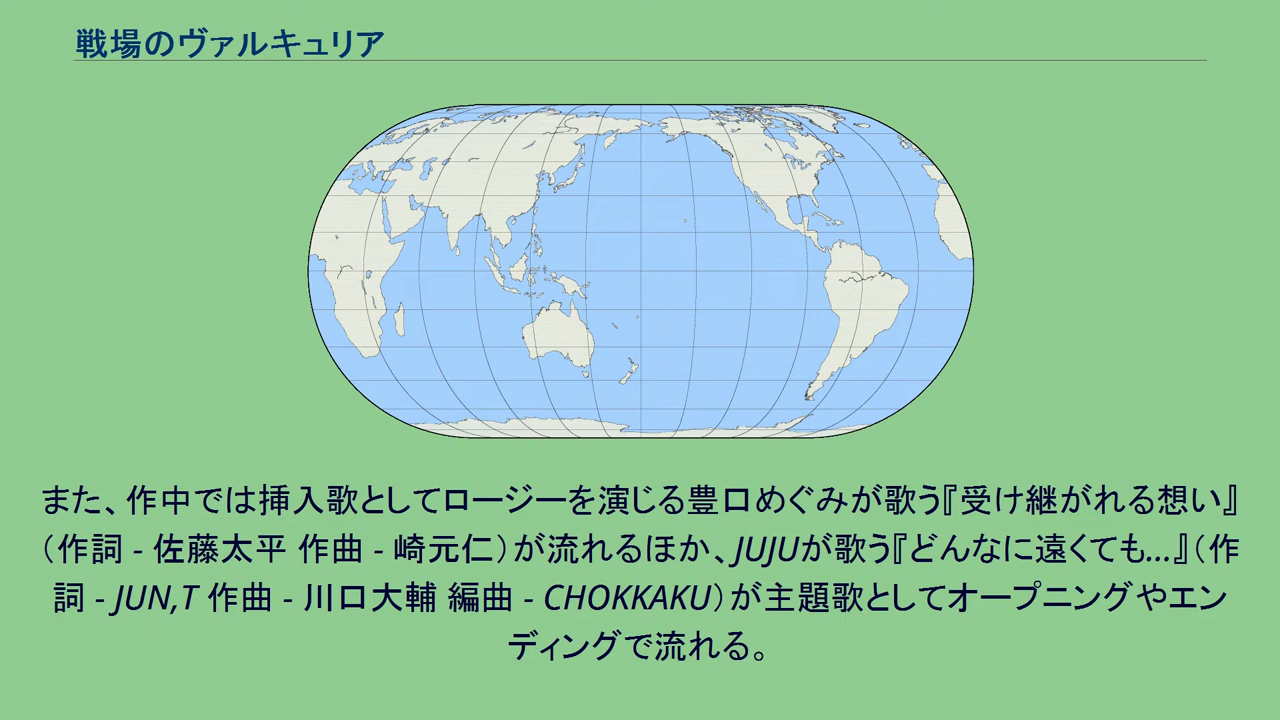 戦場のヴァルキュリア
また、作中では挿入歌としてロージーを演じる豊口めぐみが歌う『受け継がれる想い』
（作詞 - 佐藤太平 作曲 - 崎元仁）が流れるほか、JUJUが歌う『どんなに遠くても...』（作
詞 - JUN,T 作曲 - 川口大輔 編曲 - CHOKKAKU）が主題歌としてオープニングやエン
ディングで流れる。